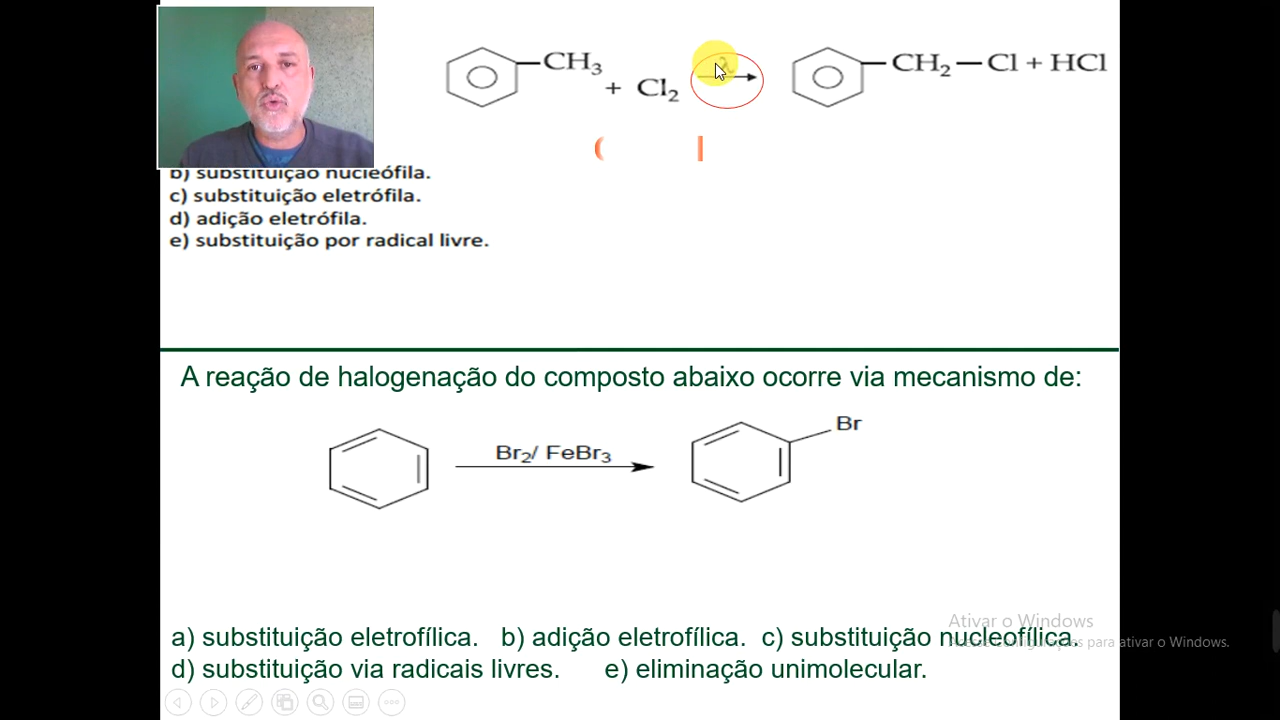 CH3
+ Cl2
λ
CH2 — Cl + HCl
b) substituição nucleófila.
c) substituição eletrófila.
d) adição eletrófila.
e) substituição por radical livre.
A reação de halogenação do composto abaixo ocorre via mecanismo de:
Br2/ FeBr3
Br
Ativar o Windows
a) substituição eletrofílica. b) adição eletrofílica. c) substituição nucleofílica.
para ativar o Windows.
d) substituição via radicais livres. e) eliminação unimolecular.